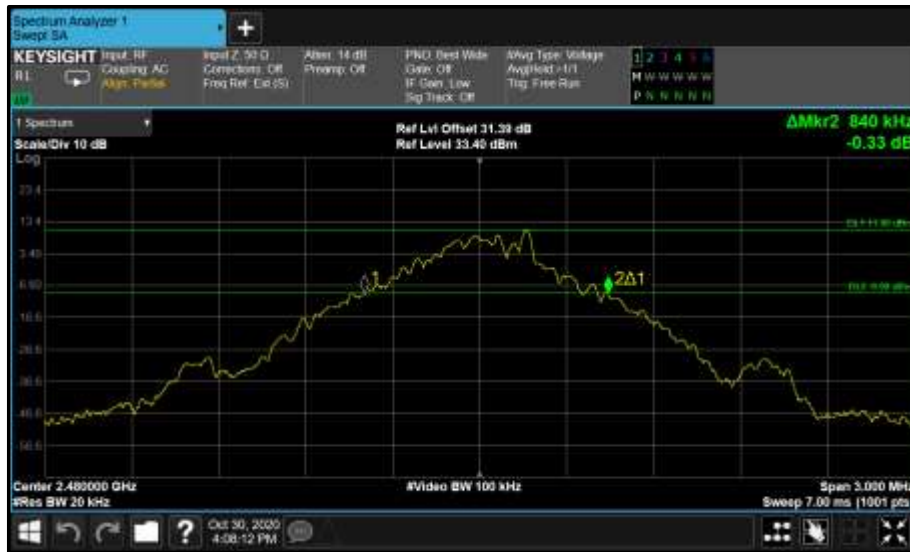 Spectrum Analyzer 1
Swept SA
+
KEYSIGHT Input: RF
Coupling: AC
Align: Partial
Input Z: 50 Ω
Corrections: Off
Freq Ref: Ext (S)
Atten: 14 dB
Preamp: Off
PNO: Best Wide
Gate: Off
IF Gain: Low
Sig Track: Off
Avg Type: Voltage
Avg|Hold: >1/1
Trig: Free Run
1 2 3 4 5 6
M W W W W W
P N N N N N
1 Spectrum
Scale/Div 10 dB
Ref Lvl Offset 31.39 dB
Ref Level 33.40 dBm
ΔMkr2 840 kHz
-0.33 dB
Log
23.4
13.4
3.40
-6.60
-16.6
-26.6
-36.6
-46.6
-56.6
1
2Δ1
Center 2.480000 GHz
#Res BW 20 kHz
#Video BW 100 kHz
Span 3.000 MHz
Sweep 7.00 ms (1001 pts
?
Oct 30, 2020
4:08:12 PM